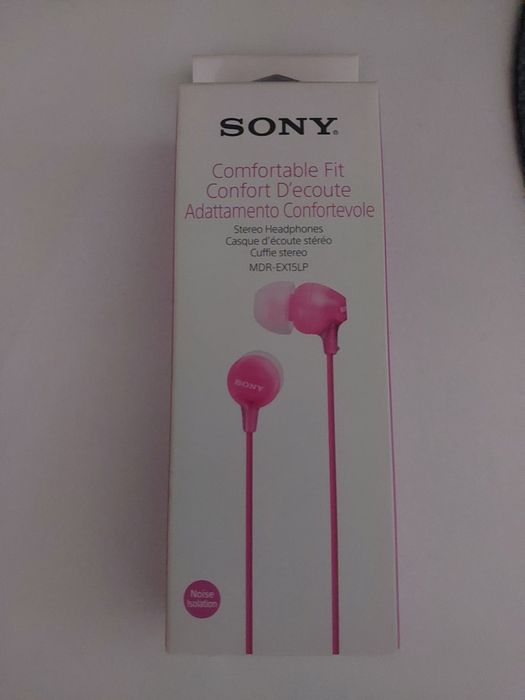 SONY®
Comfortable Fit
Confort D'ecoute
Adattamento Confortevole
Stereo Headphones
Casque d'écoute stéréo
Cuffie stereo
MDR-EX15LP
SONY
Noise
Isolation